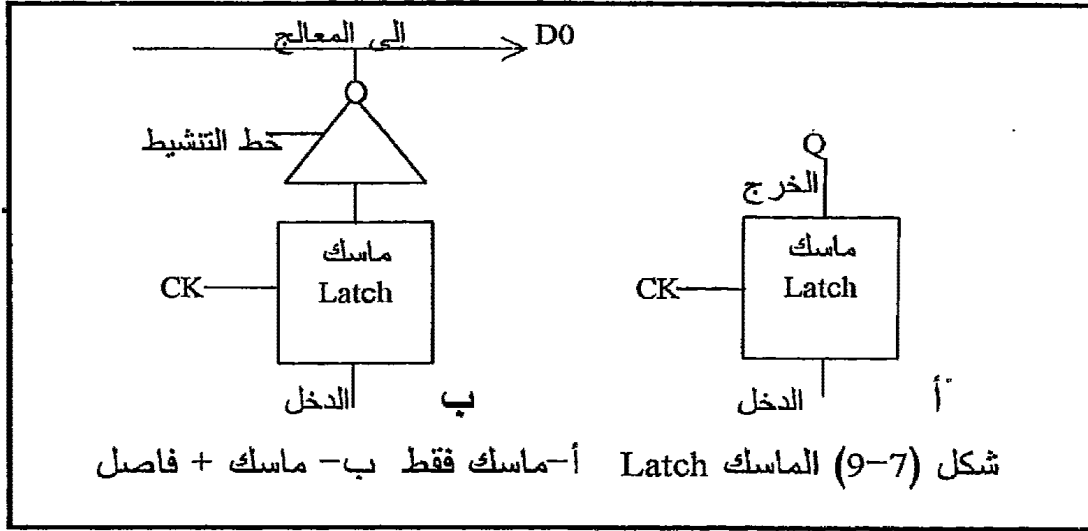 إلى المعالج D0
خط التنشيط
Q
الخرج
ماسك
Latch
CK
الدخل
أ
ماسك
Latch
CK
الدخل
ب
شكل (7-9) الماسك Latch أ-ماسك فقط ب- ماسك + فاصل